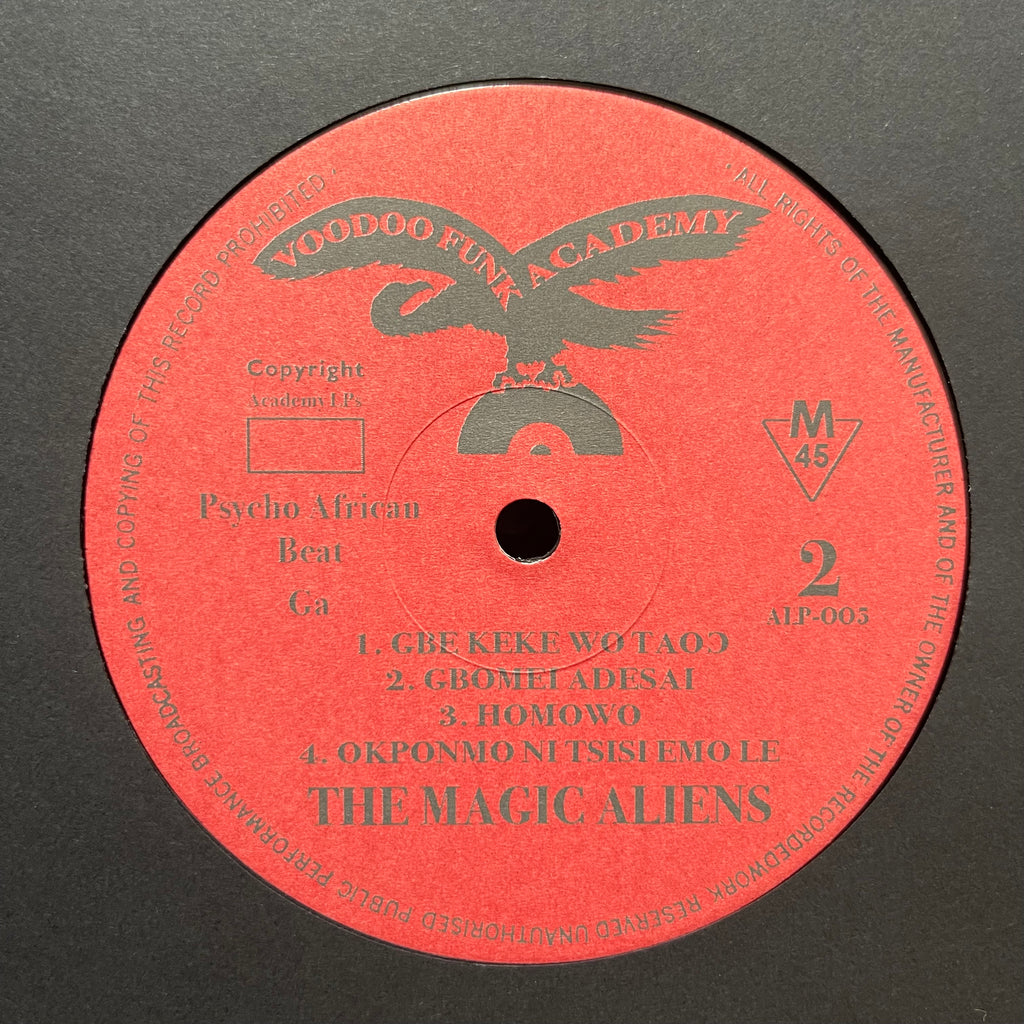 VOODOO FUNK ACADEMY
Copyright
Academy LPs
M
45
Psycho African
Beat
Ga
2
ALP-005
1. GBE KEKE WO TAOƆ
2. GBOMEI ADESAI
3. HOMOWO
4. OKPONMO NI TSISI EMO LE
THE MAGIC ALIENS
· ALL RIGHTS OF THE MANUFACTURER AND OF THE OWNER OF THE RECORDEDWORK RESERVED UNAUTHORISED PUBLIC PERFORMANCE BROADCASTING AND COPYING OF THIS RECORD PROHIBITED ·